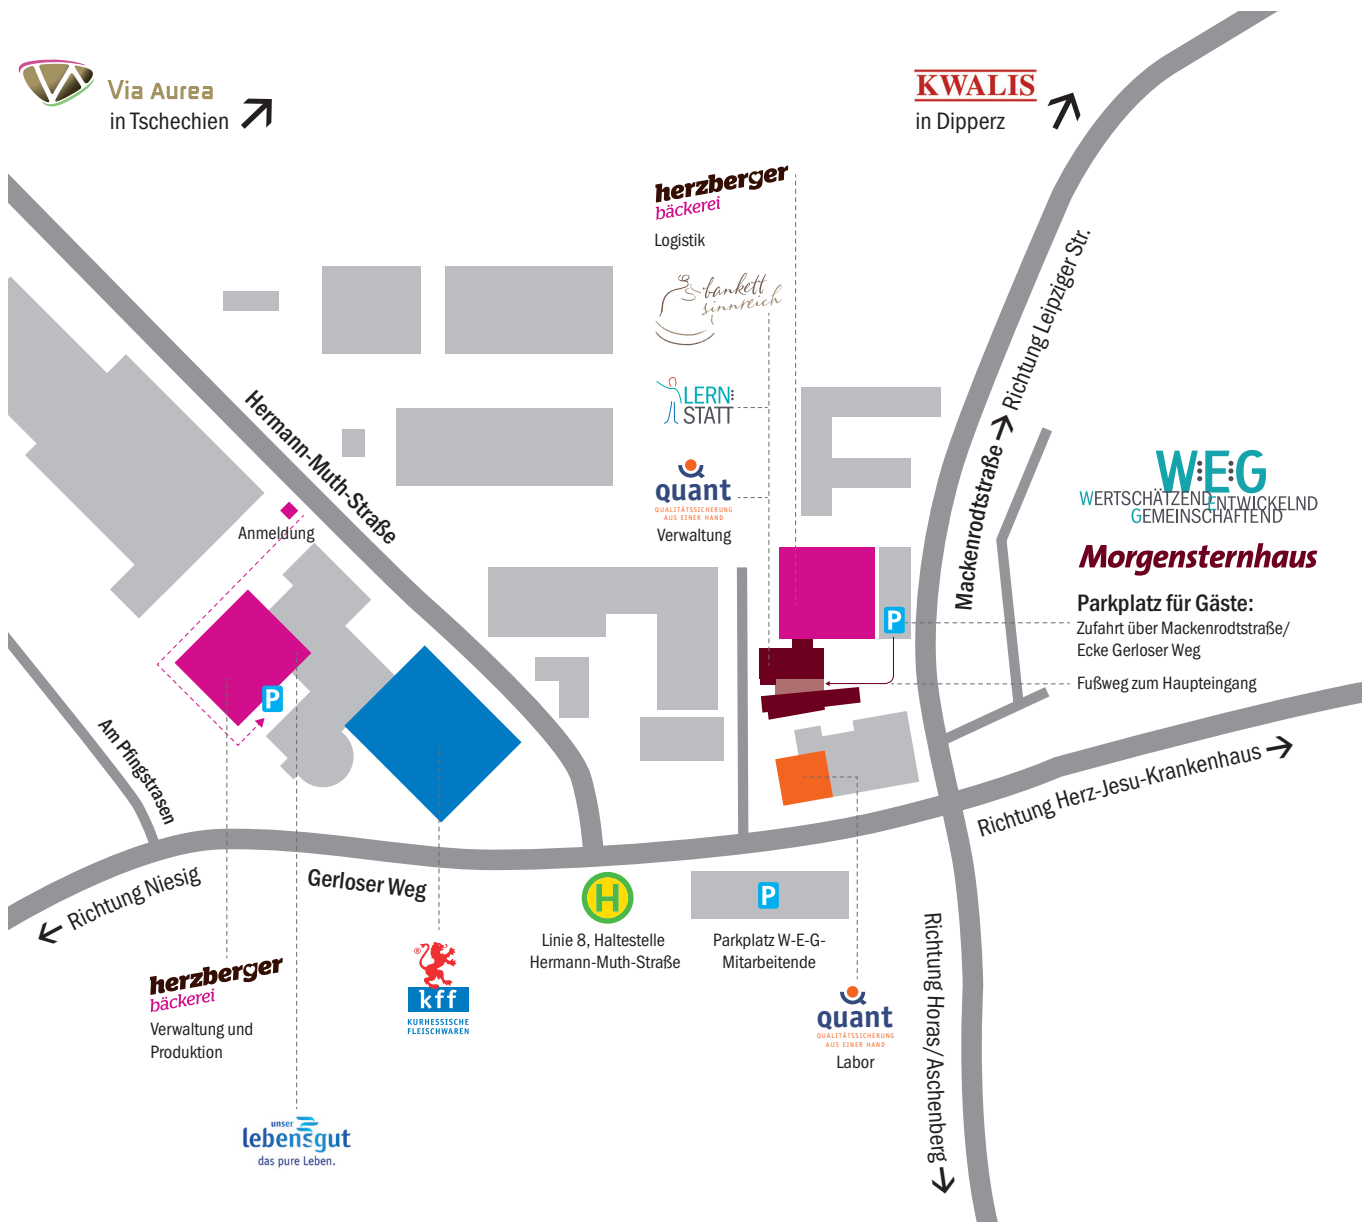 Via Aurea
in Tschechien
KWALIS
in Dipperz
herzberger
bäckerei
Logistik
bankett
sinnreich
LERN
STATT
quant
QUALITÄTSSICHERUNG
AUS EINER HAND
Verwaltung
Hermann-Muth-Straße
Anmeldung
Mackenrodtstraße
Richtung Leipziger Str.
W:E:G
WERTSCHÄTZEND
ENTWICKELND
GEMEINSCHAFTEND
Morgensternhaus
Parkplatz für Gäste:
Zufahrt über Mackenrodtstraße/
Ecke Gerloser Weg
Fußweg zum Haupteingang
P
P
Am Pfingstrasen
Richtung Herz-Jesu-Krankenhaus
Richtung Niesig
Gerloser Weg
H
Linie 8, Haltestelle
Hermann-Muth-Straße
P
Parkplatz W-E-G-
Mitarbeitende
Richtung Horas/Aschenberg
herzberger
bäckerei
Verwaltung und
Produktion
®
kff
KURHESSISCHE
FLEISCHWAREN
quant
QUALITÄTSSICHERUNG
AUS EINER HAND
Labor
unser
lebensgut
das pure Leben.